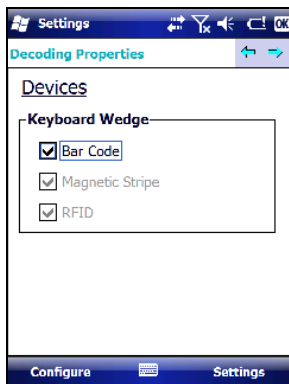 Settings OK
Decoding Properties
Devices
Keyboard Wedge
Bar Code
Magnetic Stripe
RFID
Configure Settings